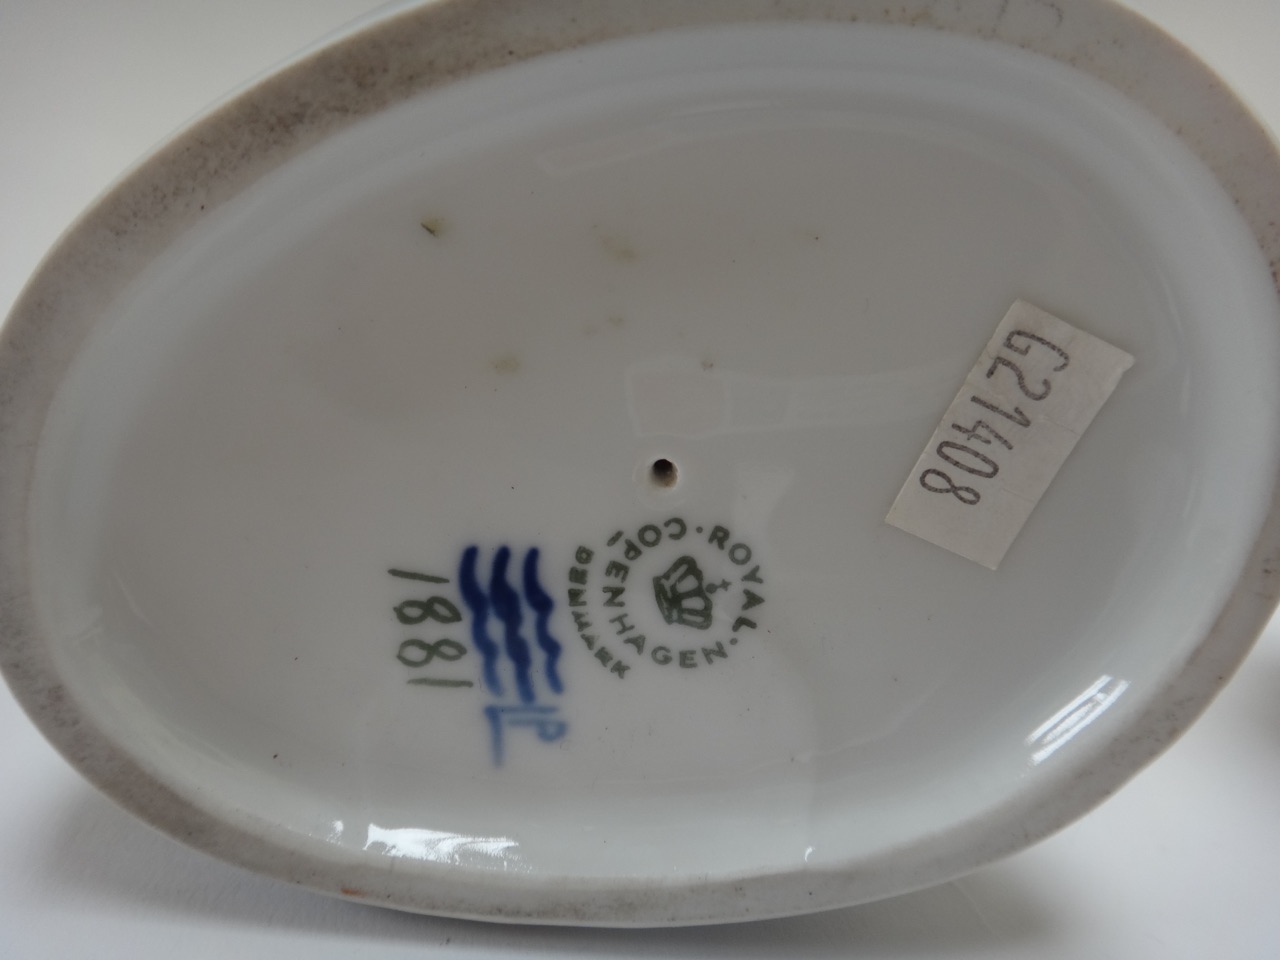 G21408
ROYAL · COPENHAGEN ·
DENMARK
1881